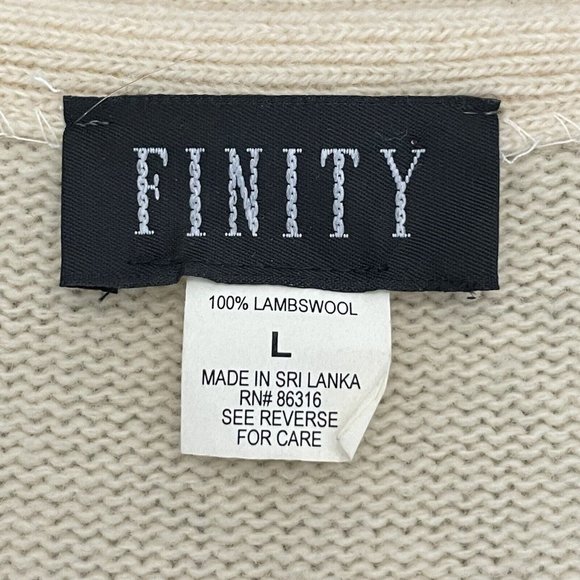 FINITY
100% LAMBSWOOL
L
MADE IN SRI LANKA
RN# 86316
SEE REVERSE
FOR CARE